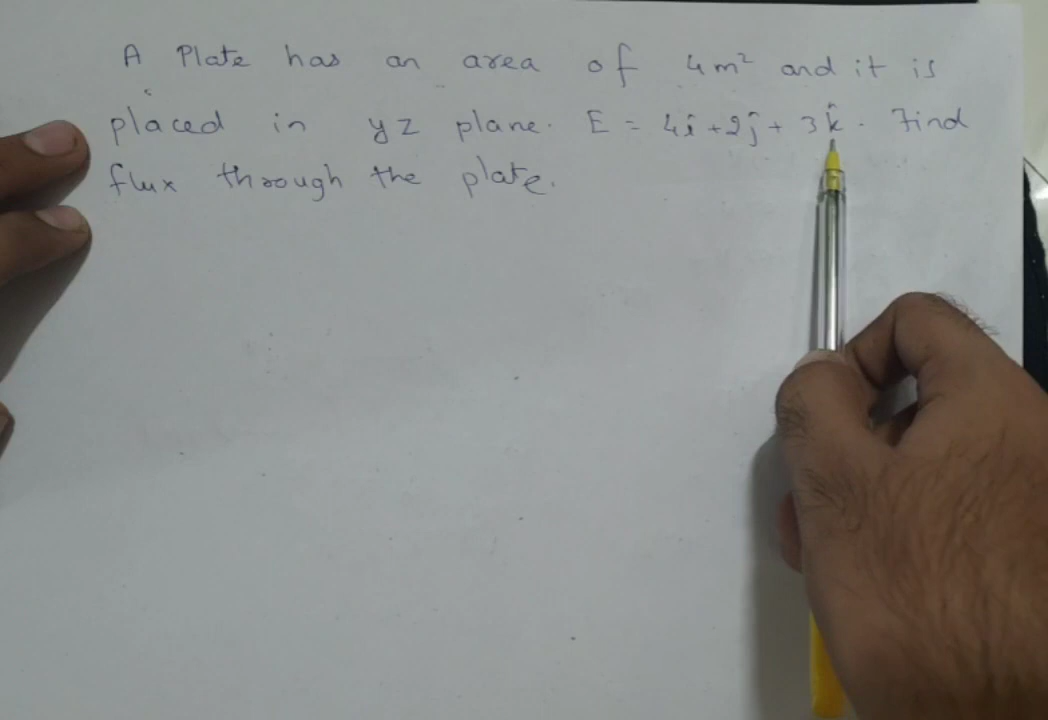 A Plate has an area of 4m² and it is
placed in yz plane. E = 4î + 2ĵ + 3k̂. Find
flux through the plate.